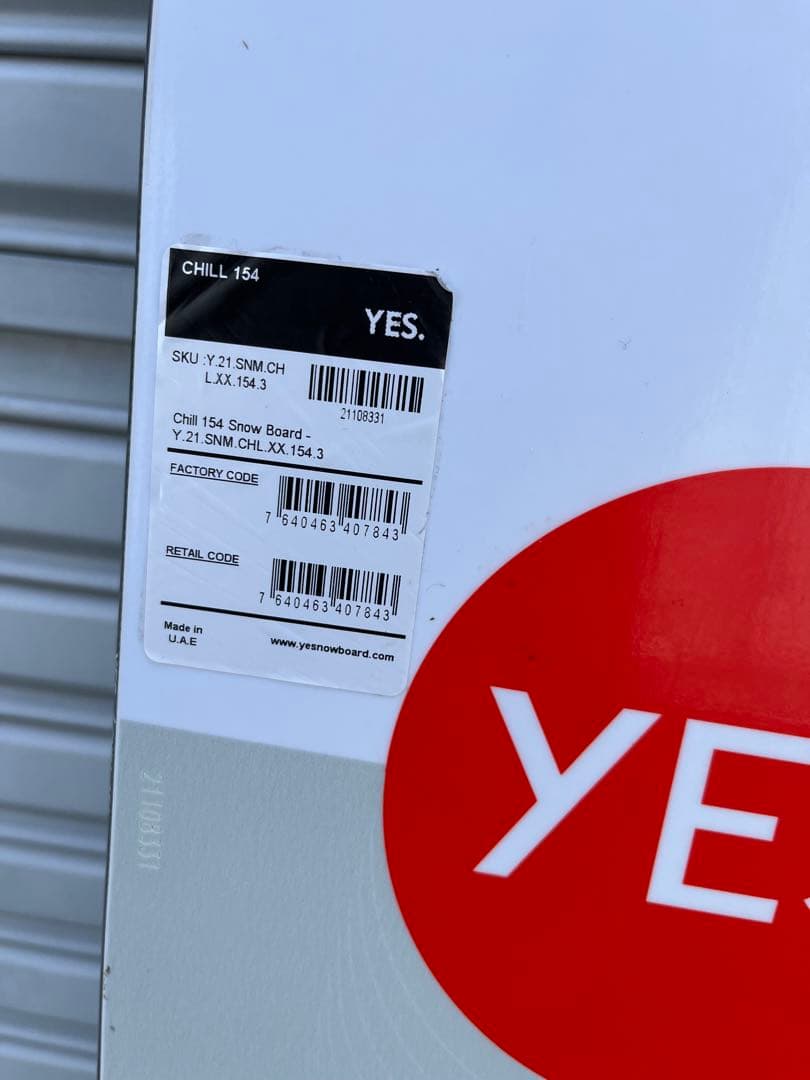 CHILL 154
YES.
SKU :Y.21.SNM.CH
L.XX.154.3
21108331
Chill 154 Snow Board -
Y.21.SNM.CHL.XX.154.3
FACTORY CODE
7 640463 407843
RETAIL CODE
7 640463 407843
Made in
U.A.E
www.yesnowboard.com
YES
21108331